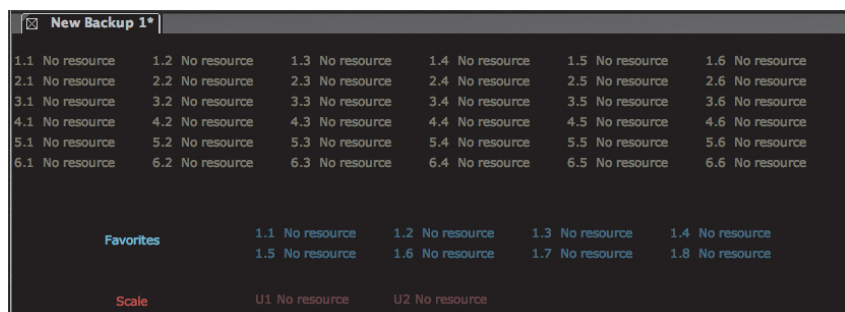 New Backup 1*
1.1 No resource 1.2 No resource 1.3 No resource 1.4 No resource 1.5 No resource 1.6 No resource
2.1 No resource 2.2 No resource 2.3 No resource 2.4 No resource 2.5 No resource 2.6 No resource
3.1 No resource 3.2 No resource 3.3 No resource 3.4 No resource 3.5 No resource 3.6 No resource
4.1 No resource 4.2 No resource 4.3 No resource 4.4 No resource 4.5 No resource 4.6 No resource
5.1 No resource 5.2 No resource 5.3 No resource 5.4 No resource 5.5 No resource 5.6 No resource
6.1 No resource 6.2 No resource 6.3 No resource 6.4 No resource 6.5 No resource 6.6 No resource
Favorites
1.1 No resource 1.2 No resource 1.3 No resource 1.4 No resource
1.5 No resource 1.6 No resource 1.7 No resource 1.8 No resource
Scale U1 No resource U2 No resource